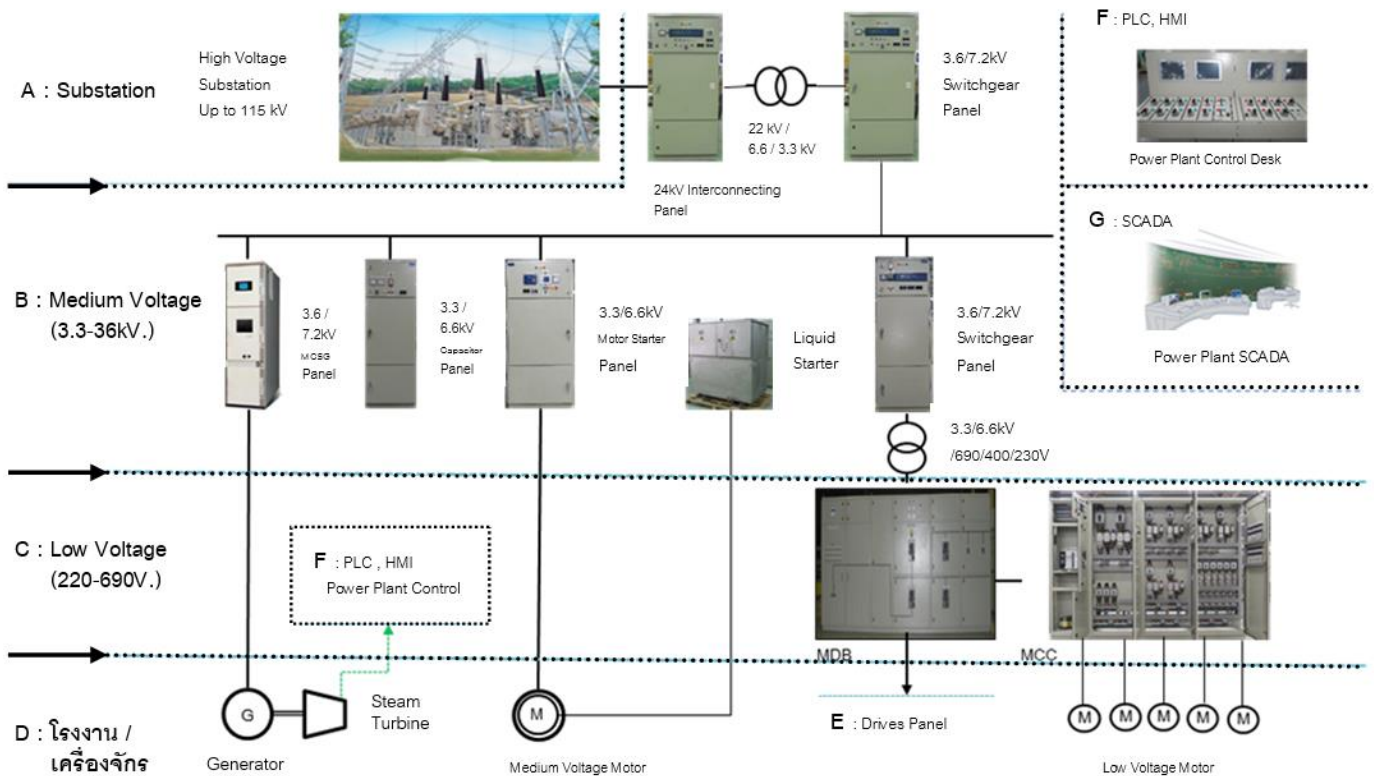 A : Substation
High Voltage
Substation
Up to 115 kV
22 kV /
6.6 / 3.3 kV
3.6/7.2kV
Switchgear
Panel
F : PLC, HMI
Power Plant Control Desk
24kV Interconnecting
Panel
G : SCADA
Power Plant SCADA
B : Medium Voltage
(3.3-36kV.)
3.6 /
7.2kV
MCSG
Panel
3.3 /
6.6kV
Capacitor
Panel
3.3/6.6kV
Motor Starter
Panel
Liquid
Starter
3.6/7.2kV
Switchgear
Panel
3.3/6.6kV
/690/400/230V
C : Low Voltage
(220-690V.)
F : PLC , HMI
Power Plant Control
MDB
MCC
D : โรงงาน /
เครื่องจักร
G
Steam
Turbine
Generator
M
Medium Voltage Motor
E : Drives Panel
M
M
M
M
M
Low Voltage Motor